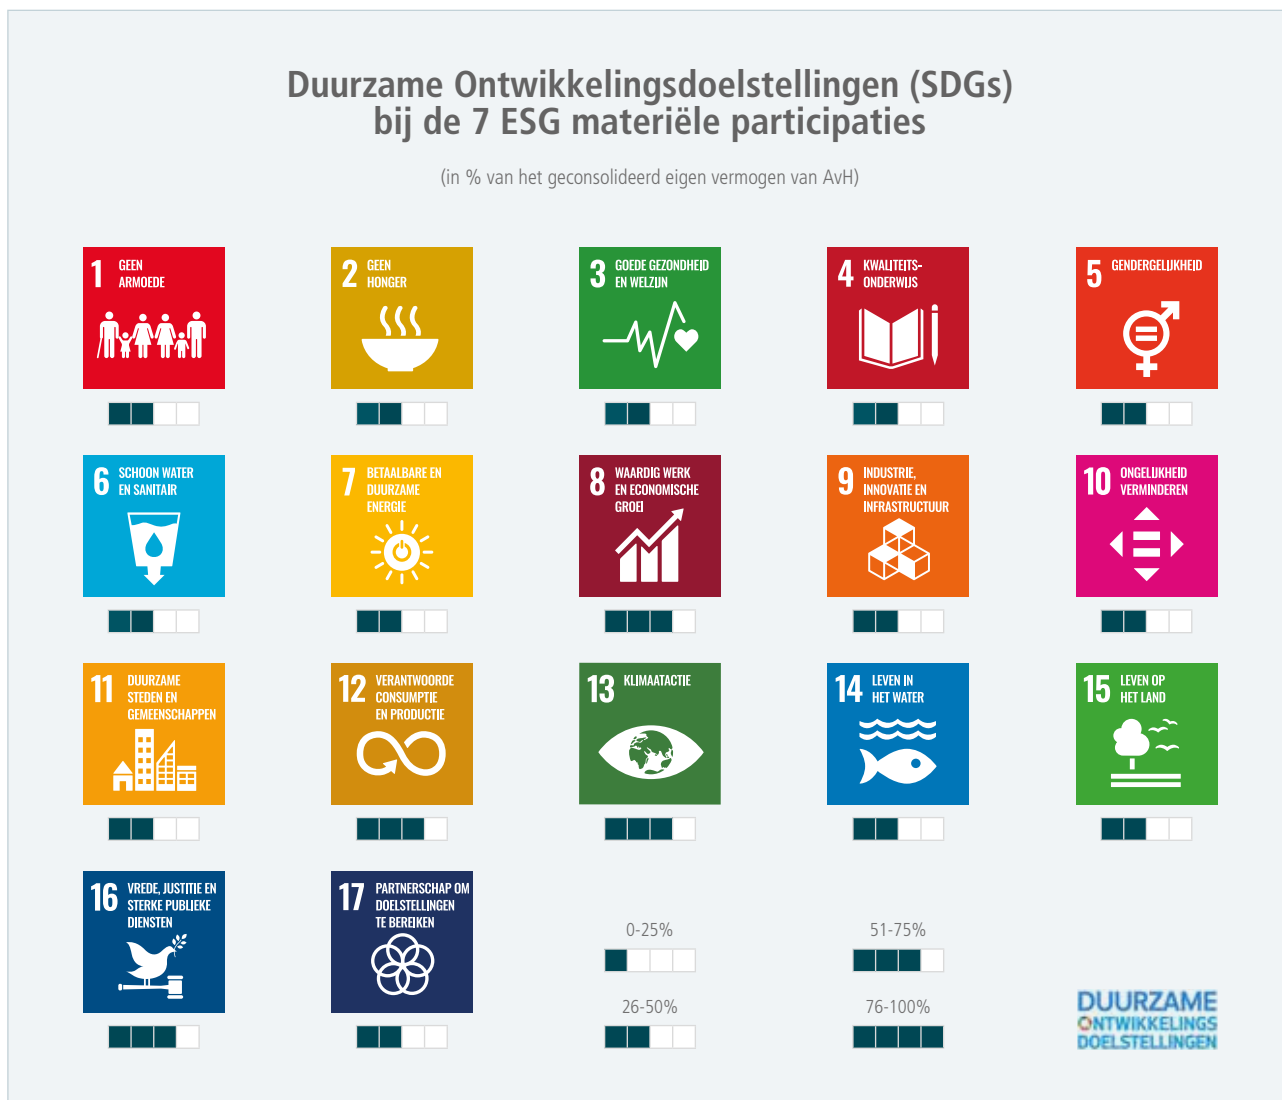 Duurzame Ontwikkelingsdoelstellingen (SDGs)
bij de 7 ESG materiële participaties
(in % van het geconsolideerd eigen vermogen van AvH)
1 GEEN
ARMOEDE
2 GEEN
HONGER
3 GOEDE GEZONDHEID
EN WELZIJN
4 KWALITEITS-
ONDERWIJS
5 GENDERGELIJKHEID
6 SCHOON WATER
EN SANITAIR
7 BETAALBARE EN
DUURZAME
ENERGIE
8 WAARDIG WERK
EN ECONOMISCHE
GROEI
9 INDUSTRIE,
INNOVATIE EN
INFRASTRUCTUUR
10 ONGELIJKHEID
VERMINDEREN
11 DUURZAME
STEDEN EN
GEMEENSCHAPPEN
12 VERANTWOORDE
CONSUMPTIE
EN PRODUCTIE
13 KLIMAATACTIE
14 LEVEN IN
HET WATER
15 LEVEN OP
HET LAND
16 VREDE, JUSTITIE EN
STERKE PUBLIEKE
DIENSTEN
17 PARTNERSCHAP OM
DOELSTELLINGEN
TE BEREIKEN
0-25%
51-75%
26-50%
76-100%
DUURZAME
ONTWIKKELINGS
DOELSTELLINGEN